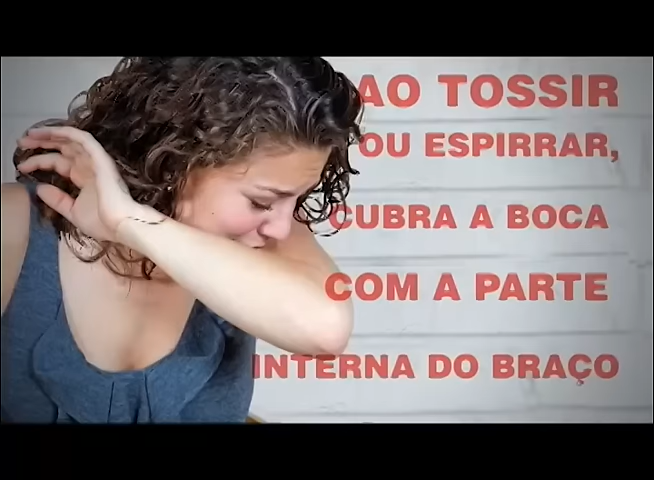 AO TOSSIR
OU ESPIRRAR,
CUBRA A BOCA
COM A PARTE
INTERNA DO BRAÇO